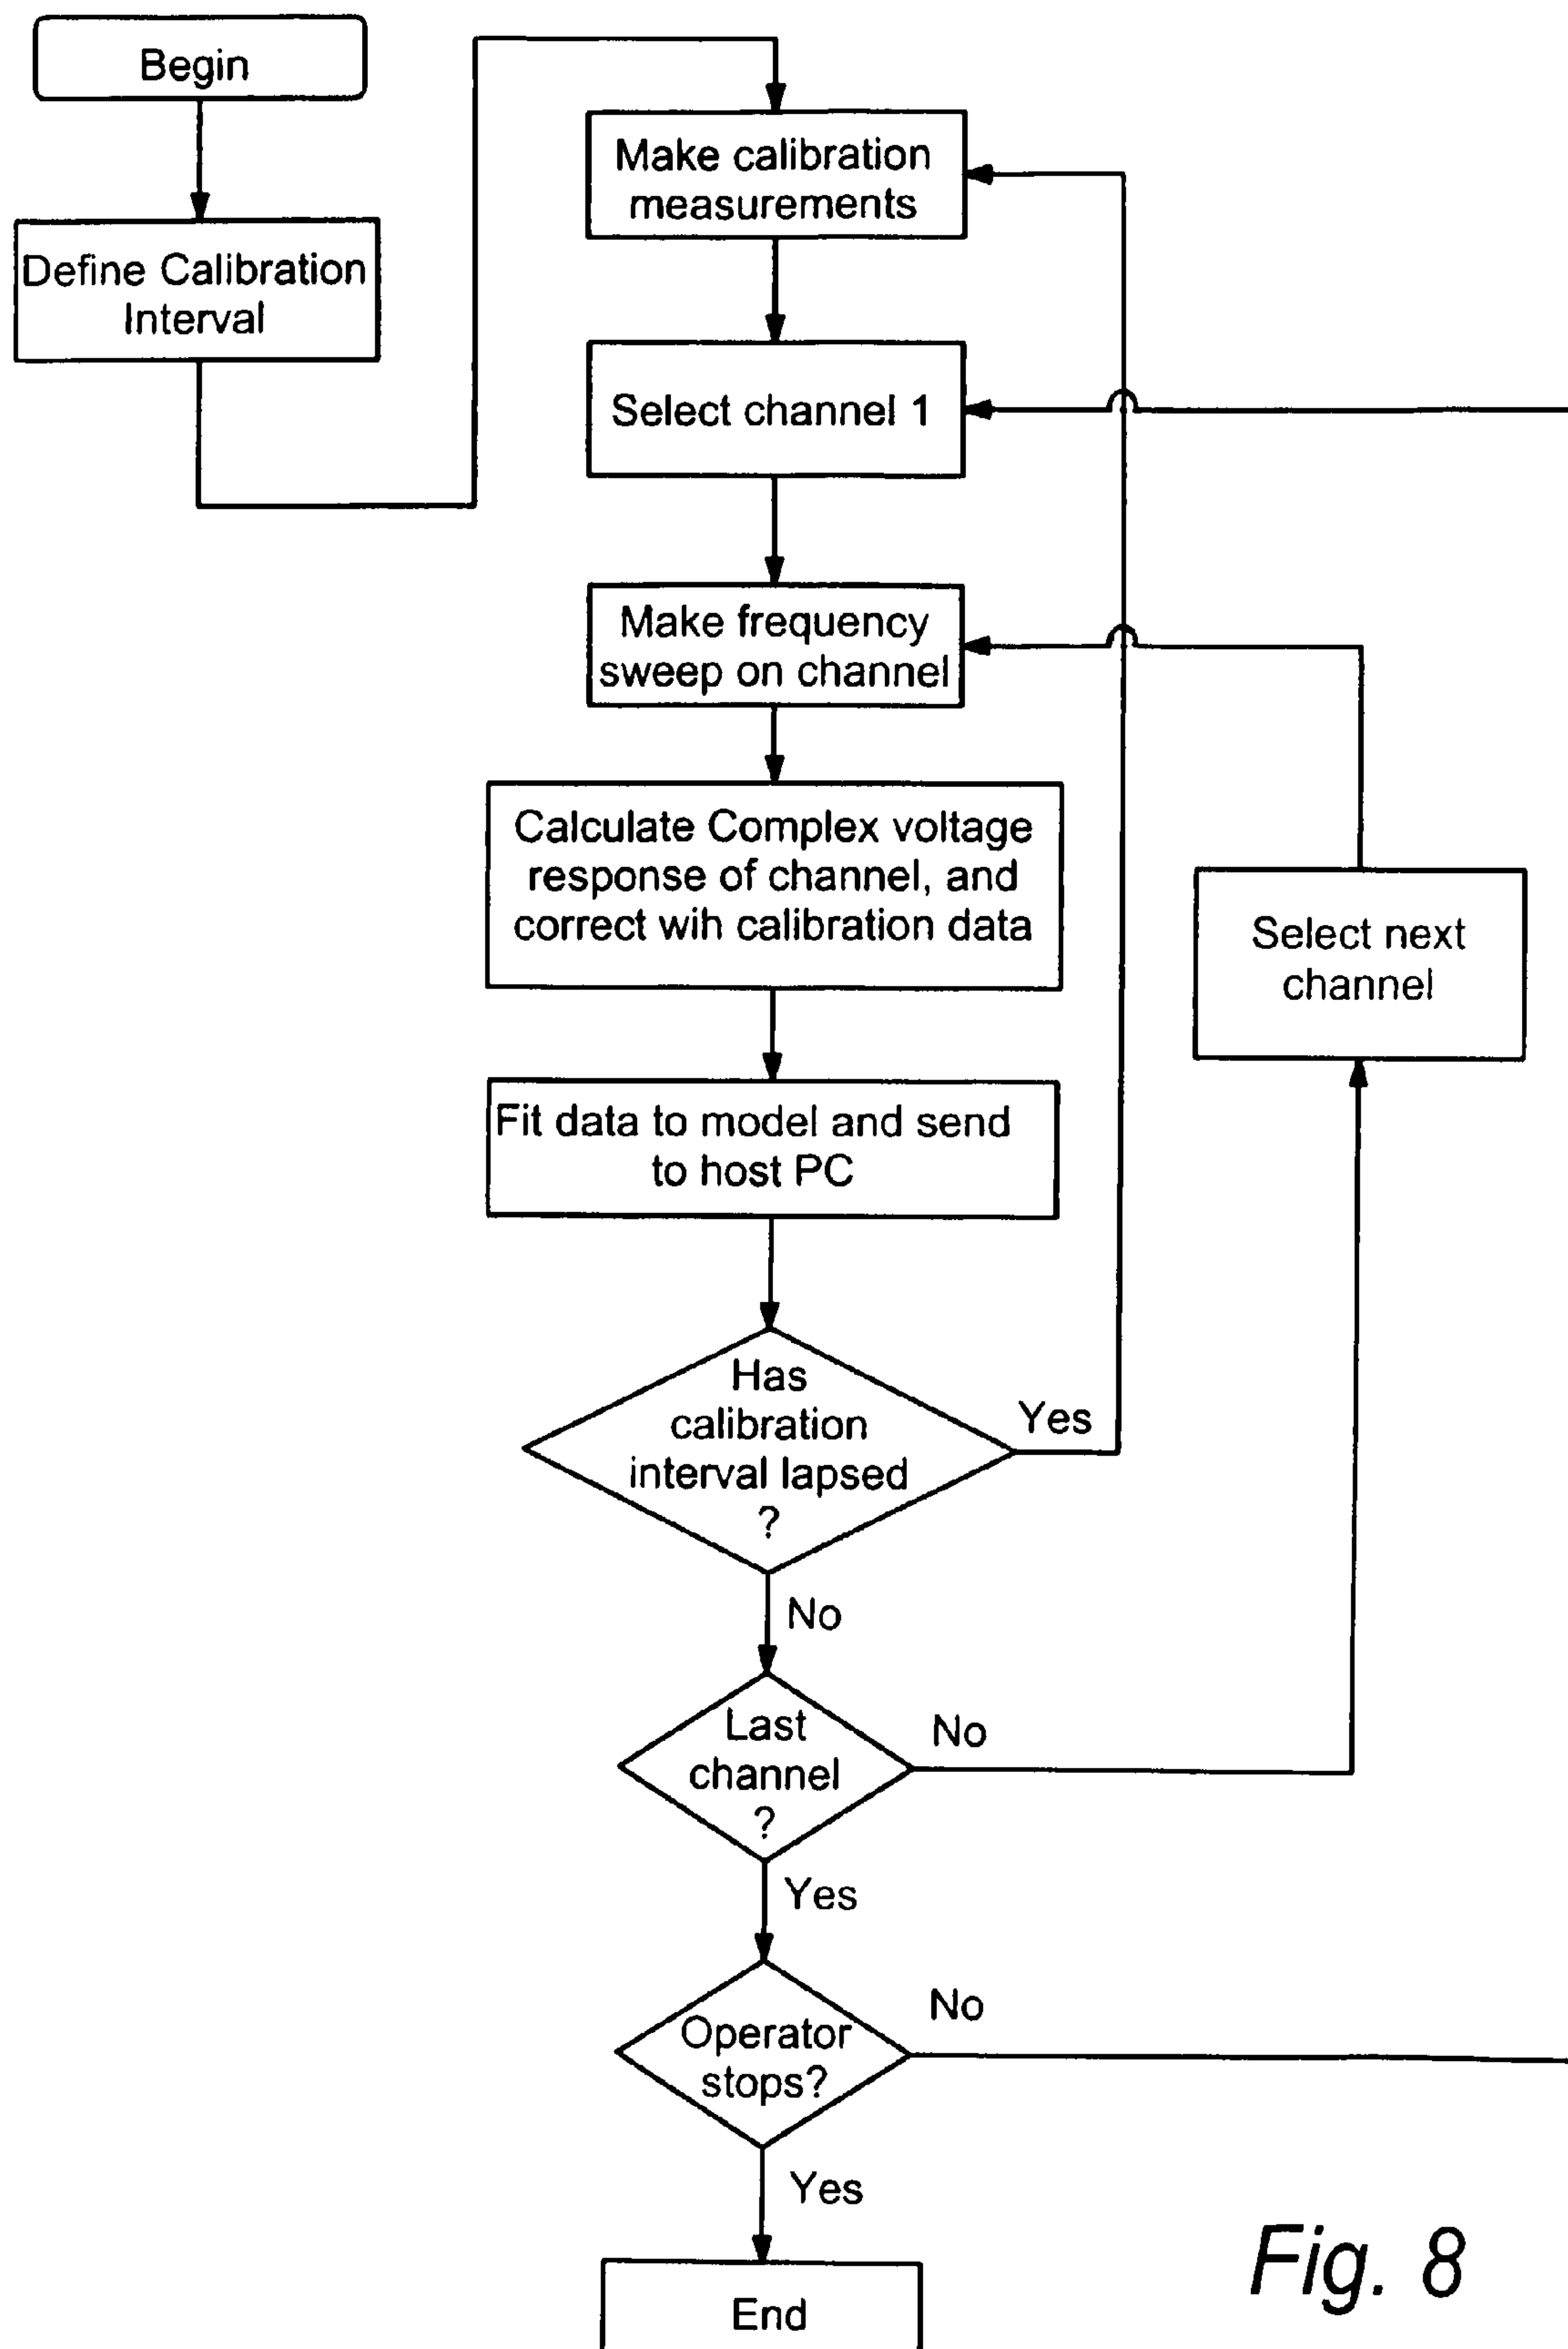 Begin
Define Calibration
Interval
Make calibration
measurements
Select channel 1
Make frequency
sweep on channel
Calculate Complex voltage
response of channel, and
correct wih calibration data
Select next
channel
Fit data to model and send
to host PC
Has
calibration
interval lapsed
?
Yes
No
Last
channel
?
No
Yes
Operator
stops?
No
Yes
End
Fig. 8